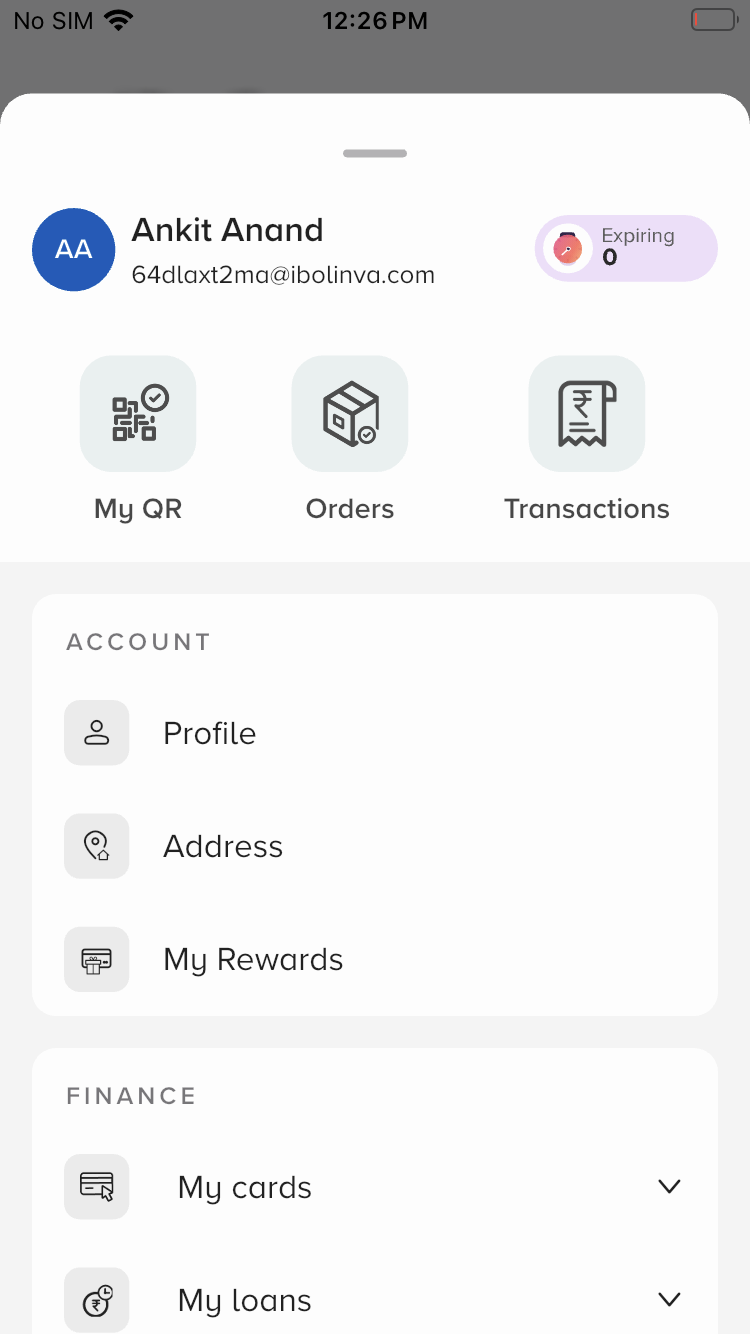 No SIM 12:26 PM
Ankit Anand
64dlaxt2ma@ibolinva.com
Expiring
0
AA
My QR
Orders
Transactions
ACCOUNT
Profile
Address
My Rewards
FINANCE
My cards
My loans